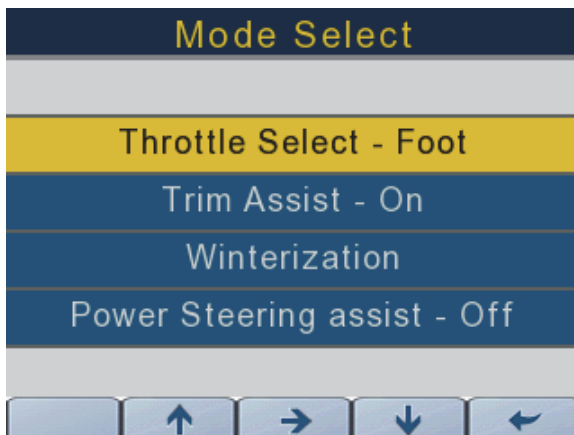 Mode Select
Throttle Select - Foot
Trim Assist - On
Winterization
Power Steering assist - Off